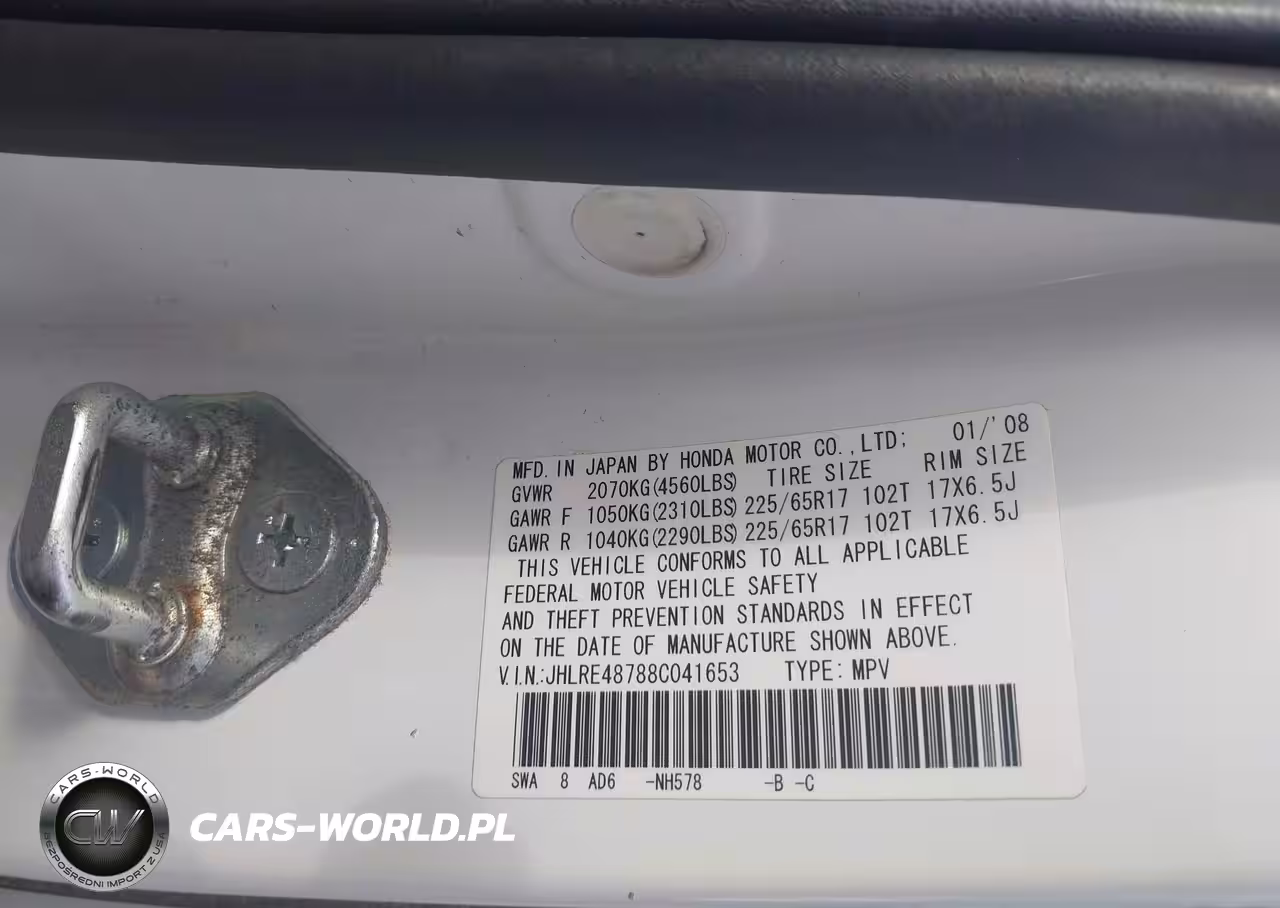 MFD. IN JAPAN BY HONDA MOTOR CO.,LTD; 01/'08
GVWR 2070KG(4560LBS) TIRE SIZE RIM SIZE
GAWR F 1050KG(2310LBS) 225/65R17 102T 17X6.5J
GAWR R 1040KG(2290LBS) 225/65R17 102T 17X6.5J
THIS VEHICLE CONFORMS TO ALL APPLICABLE
FEDERAL MOTOR VEHICLE SAFETY
AND THEFT PREVENTION STANDARDS IN EFFECT
ON THE DATE OF MANUFACTURE SHOWN ABOVE.
V.I.N.:JHLRE48788C041653 TYPE: MPV
SWA 8 AD6 -NH578 -B -C
CARS-WORLD
CW
BEZPOŚREDNI IMPORT Z USA
CARS-WORLD.PL